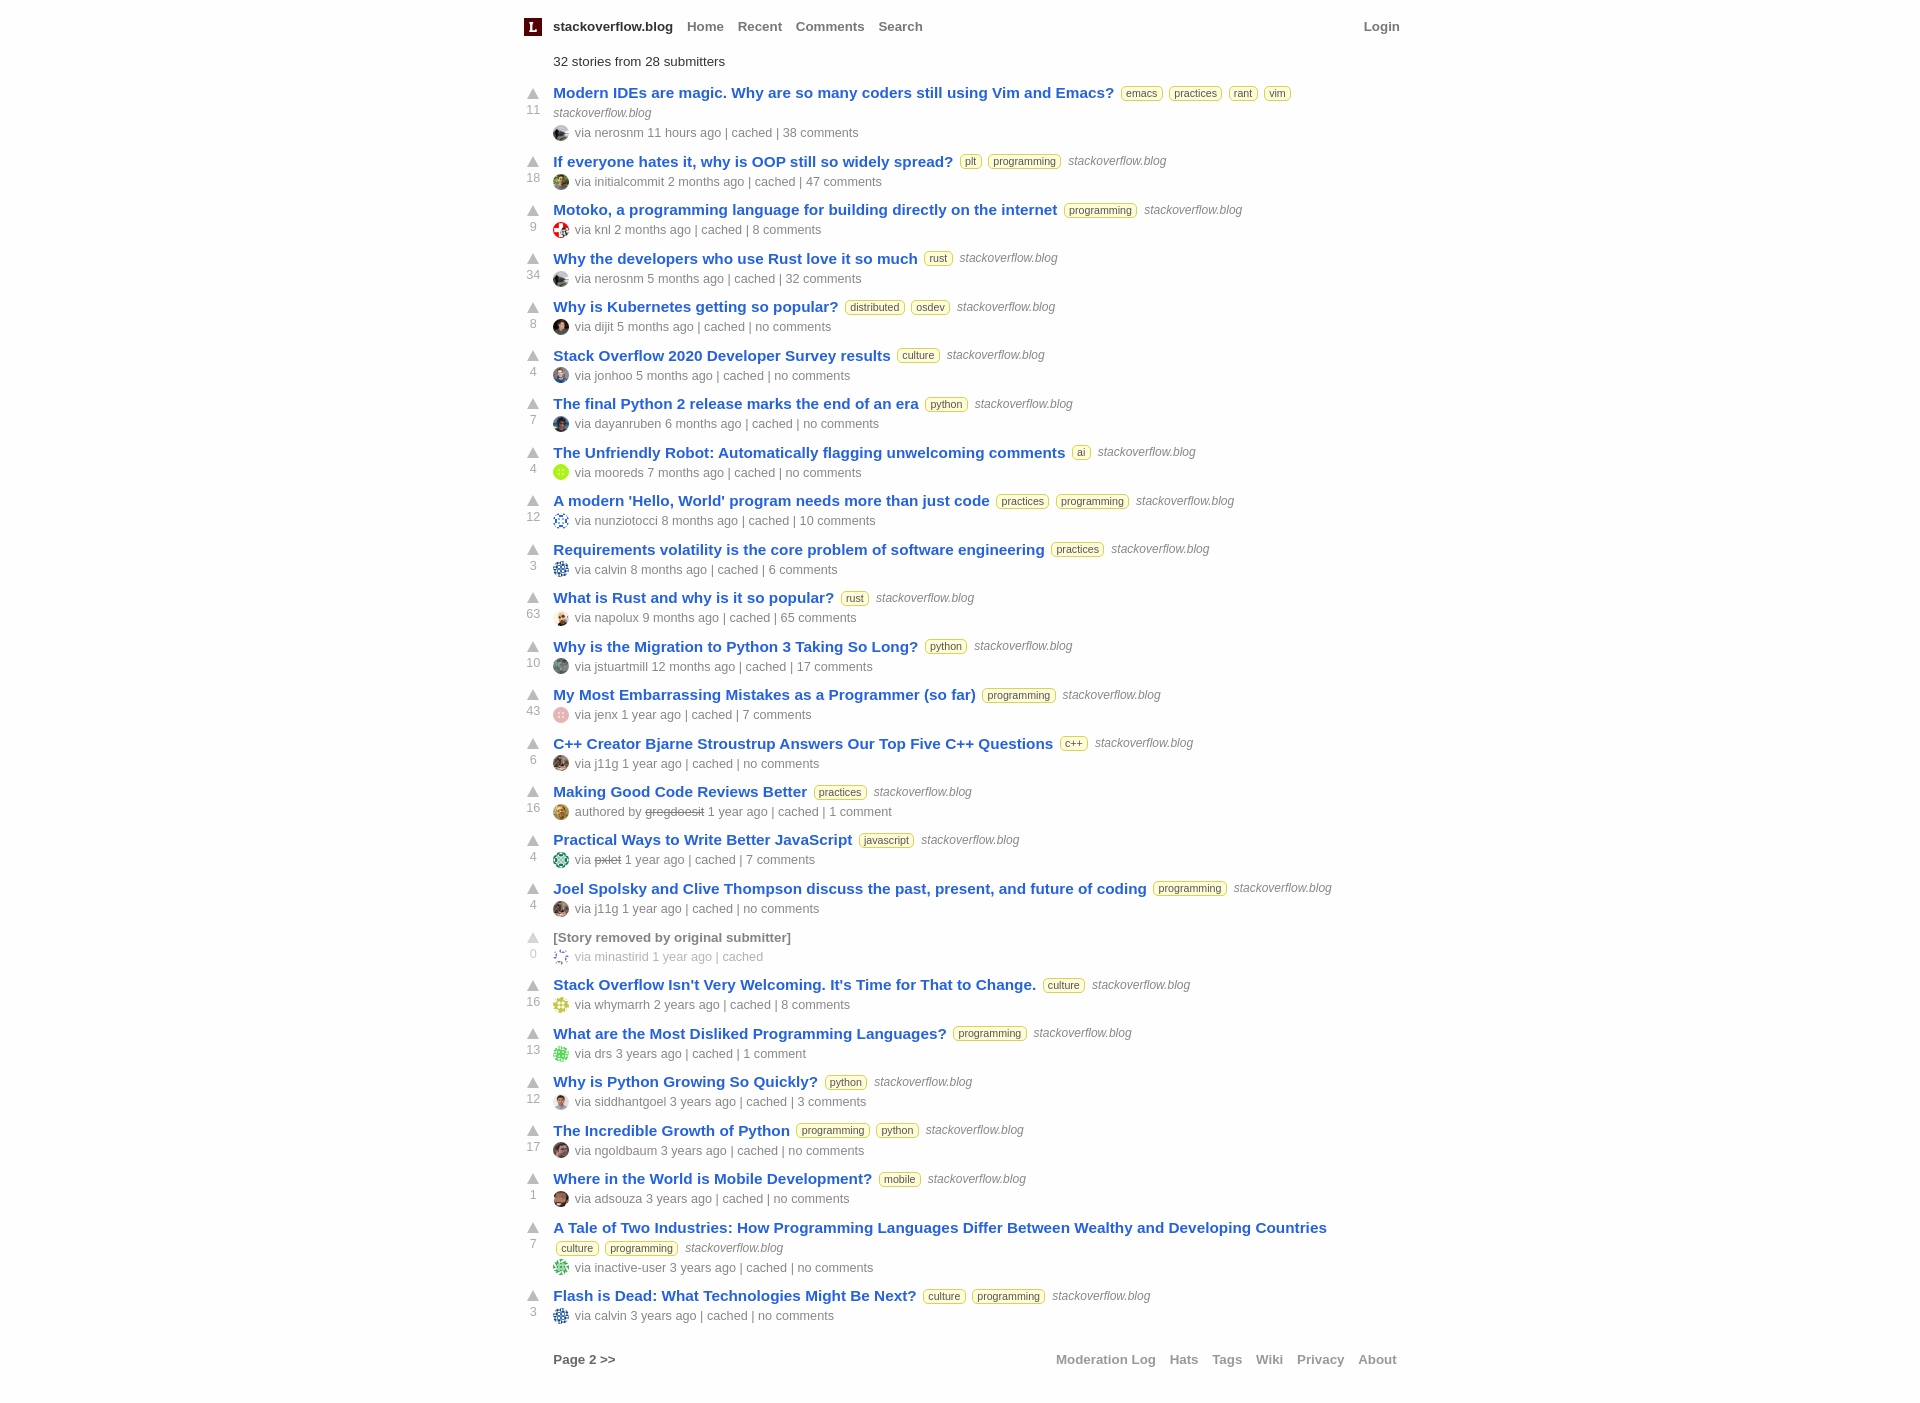 L stackoverflow.blog Home Recent Comments Search Login
32 stories from 28 submitters
Modern IDEs are magic. Why are so many coders still using Vim and Emacs? emacs practices rant vim
11 stackoverflow.blog
via nerosnm 11 hours ago | cached | 38 comments
If everyone hates it, why is OOP still so widely spread? plt programming stackoverflow.blog
18 via initialcommit 2 months ago | cached | 47 comments
Motoko, a programming language for building directly on the internet programming stackoverflow.blog
9 via knl 2 months ago | cached | 8 comments
Why the developers who use Rust love it so much rust stackoverflow.blog
34 via nerosnm 5 months ago | cached | 32 comments
Why is Kubernetes getting so popular? distributed osdev stackoverflow.blog
8 via dijit 5 months ago | cached | no comments
Stack Overflow 2020 Developer Survey results culture stackoverflow.blog
4 via jonhoo 5 months ago | cached | no comments
The final Python 2 release marks the end of an era python stackoverflow.blog
7 via dayanruben 6 months ago | cached | no comments
The Unfriendly Robot: Automatically flagging unwelcoming comments ai stackoverflow.blog
4 via mooreds 7 months ago | cached | no comments
A modern 'Hello, World' program needs more than just code practices programming stackoverflow.blog
12 via nunziotocci 8 months ago | cached | 10 comments
Requirements volatility is the core problem of software engineering practices stackoverflow.blog
3 via calvin 8 months ago | cached | 6 comments
What is Rust and why is it so popular? rust stackoverflow.blog
63 via napolux 9 months ago | cached | 65 comments
Why is the Migration to Python 3 Taking So Long? python stackoverflow.blog
10 via jstuartmill 12 months ago | cached | 17 comments
My Most Embarrassing Mistakes as a Programmer (so far) programming stackoverflow.blog
43 via jenx 1 year ago | cached | 7 comments
C++ Creator Bjarne Stroustrup Answers Our Top Five C++ Questions c++ stackoverflow.blog
6 via j11g 1 year ago | cached | no comments
Making Good Code Reviews Better practices stackoverflow.blog
16 authored by gregdoesit 1 year ago | cached | 1 comment
Practical Ways to Write Better JavaScript javascript stackoverflow.blog
4 via pxlet 1 year ago | cached | 7 comments
Joel Spolsky and Clive Thompson discuss the past, present, and future of coding programming stackoverflow.blog
4 via j11g 1 year ago | cached | no comments
[Story removed by original submitter]
0 via minastirid 1 year ago | cached
Stack Overflow Isn't Very Welcoming. It's Time for That to Change. culture stackoverflow.blog
16 via whymarrh 2 years ago | cached | 8 comments
What are the Most Disliked Programming Languages? programming stackoverflow.blog
13 via drs 3 years ago | cached | 1 comment
Why is Python Growing So Quickly? python stackoverflow.blog
12 via siddhantgoel 3 years ago | cached | 3 comments
The Incredible Growth of Python programming python stackoverflow.blog
17 via ngoldbaum 3 years ago | cached | no comments
Where in the World is Mobile Development? mobile stackoverflow.blog
1 via adsouza 3 years ago | cached | no comments
A Tale of Two Industries: How Programming Languages Differ Between Wealthy and Developing Countries
7 culture programming stackoverflow.blog
via inactive-user 3 years ago | cached | no comments
Flash is Dead: What Technologies Might Be Next? culture programming stackoverflow.blog
3 via calvin 3 years ago | cached | no comments
Page 2 >> Moderation Log Hats Tags Wiki Privacy About